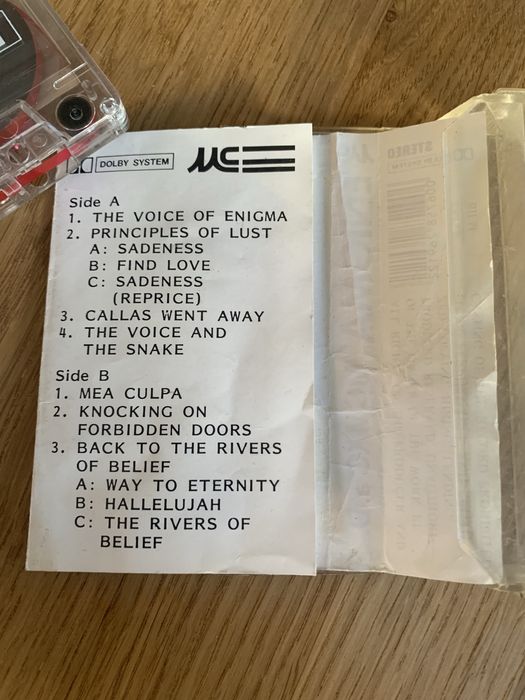 DOLBY SYSTEM MC
Side A
1. THE VOICE OF ENIGMA
2. PRINCIPLES OF LUST
A: SADENESS
B: FIND LOVE
C: SADENESS
(REPRICE)
3. CALLAS WENT AWAY
4. THE VOICE AND
THE SNAKE
Side B
1. MEA CULPA
2. KNOCKING ON
FORBIDDEN DOORS
3. BACK TO THE RIVERS
OF BELIEF
A: WAY TO ETERNITY
B: HALLELUJAH
C: THE RIVERS OF
BELIEF
STEREO